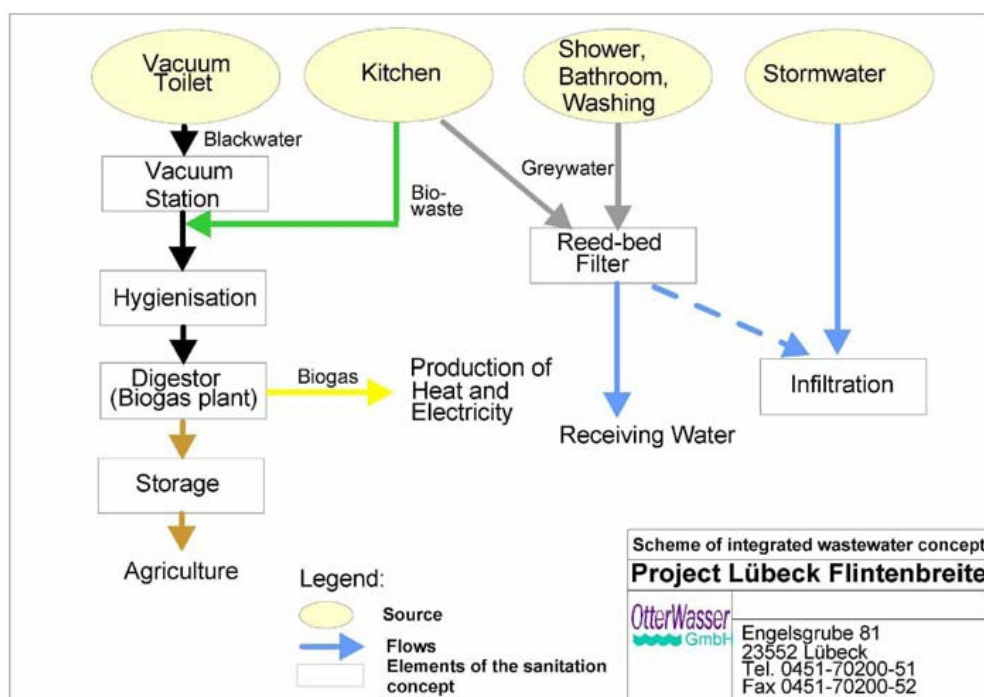 Vacuum
Toilet
Kitchen
Shower,
Bathroom,
Washing
Stormwater
Blackwater
Vacuum
Station
Bio-
waste
Greywater
Reed-bed
Filter
Hygienisation
Digestor
(Biogas plant)
Biogas
Production of
Heat and
Electricity
Infiltration
Receiving Water
Storage
Agriculture
Legend:
Source
Flows
Elements of the sanitation
concept
Scheme of integrated wastewater concept
Project Lübeck Flintenbreite
OtterWasser
GmbH
Engelsgrube 81
23552 Lübeck
Tel. 0451-70200-51
Fax 0451-70200-52